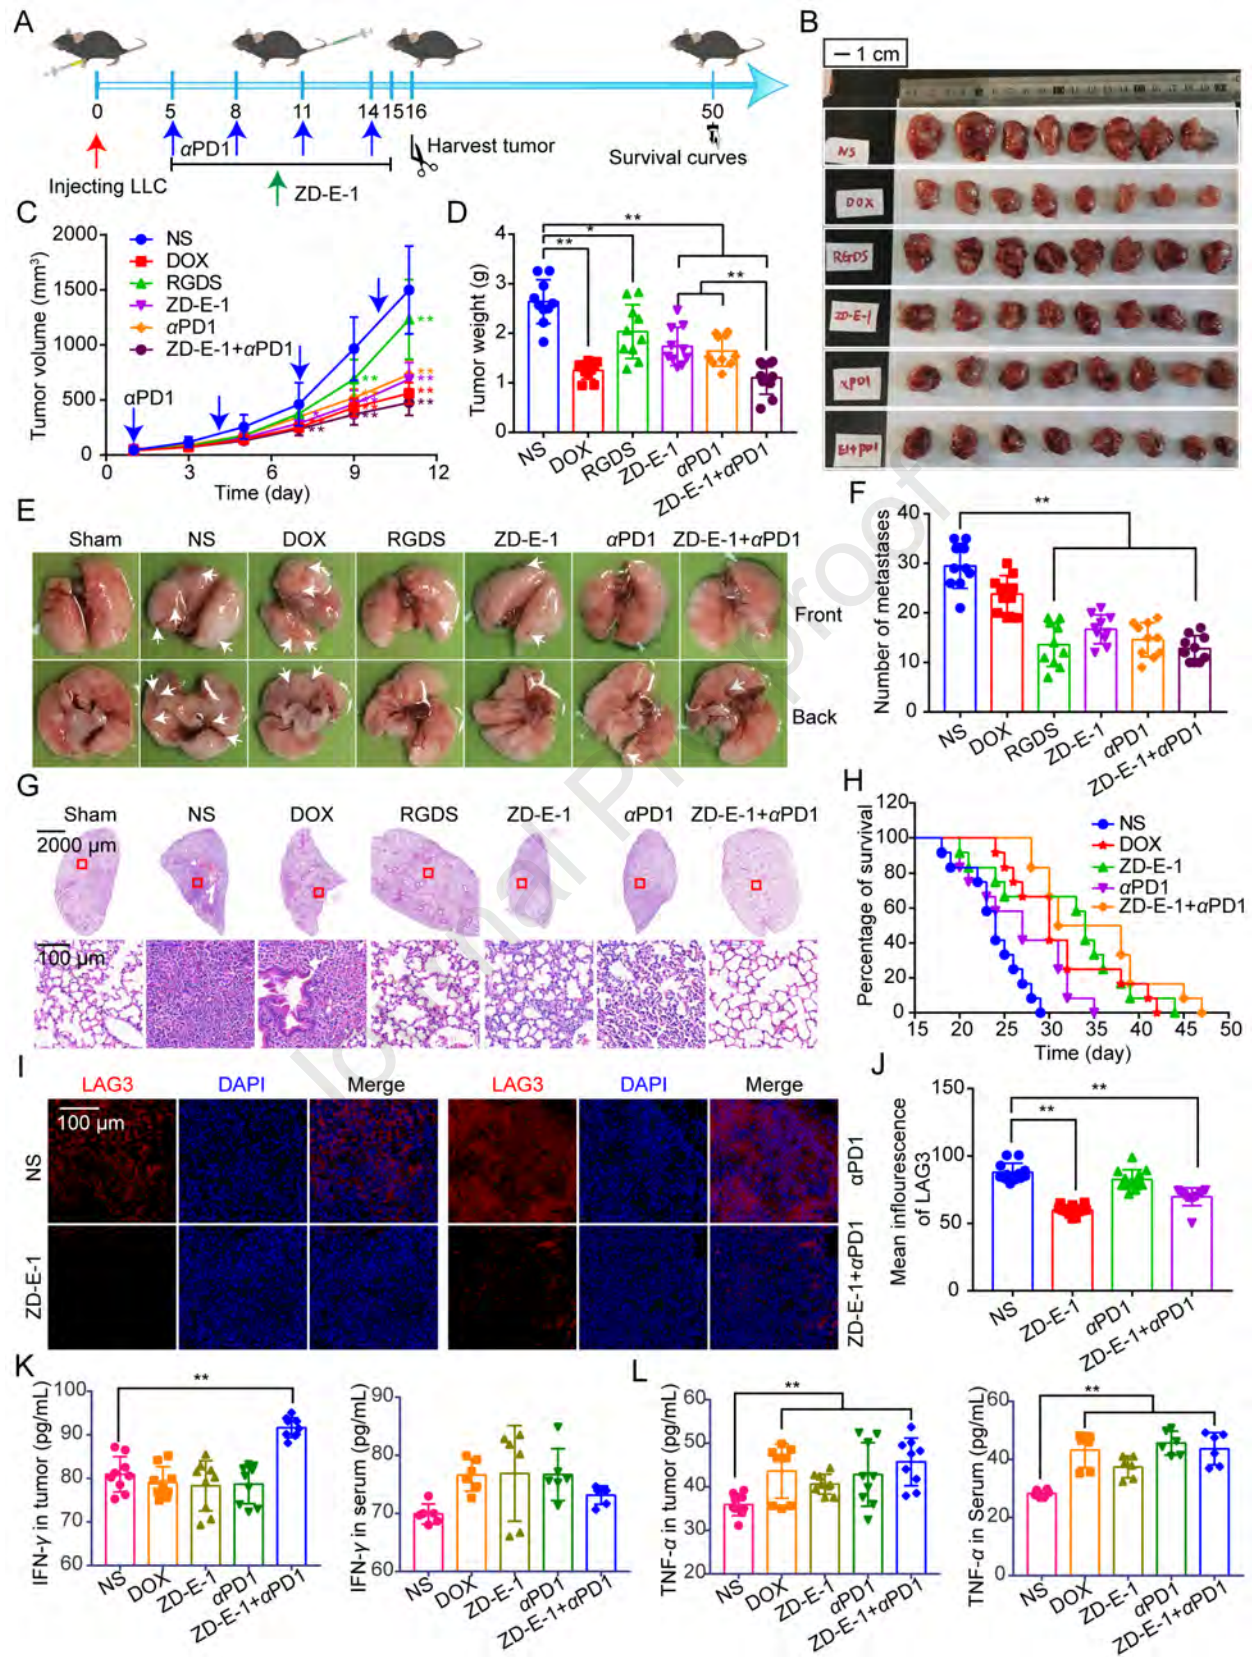 A
0
5
8
11
14
15
16
50
αPD1
Injecting LLC
ZD-E-1
Harvest tumor
Survival curves
B
1 cm
NS
DOX
RGDS
ZD-E-1
αPD1
E1+PD1
C
Tumor volume (mm³)
2000
1500
1000
500
0
NS
DOX
RGDS
ZD-E-1
αPD1
ZD-E-1+αPD1
αPD1
**
**
**
**
**
**
**
0
3
6
9
12
Time (day)
D
Tumor weight (g)
4
3
2
1
0
**
*
**
**
NS
DOX
RGDS
ZD-E-1
αPD1
ZD-E-1+αPD1
E
Sham
NS
DOX
RGDS
ZD-E-1
αPD1
ZD-E-1+αPD1
Front
Back
F
Number of metastases
40
30
20
10
0
**
NS
DOX
RGDS
ZD-E-1
αPD1
ZD-E-1+αPD1
G
Sham
NS
DOX
RGDS
ZD-E-1
αPD1
ZD-E-1+αPD1
2000 μm
100 μm
H
Percentage of survival
120
100
80
60
40
20
0
NS
DOX
ZD-E-1
αPD1
ZD-E-1+αPD1
15
20
25
30
35
40
45
50
Time (day)
I
LAG3
DAPI
Merge
LAG3
DAPI
Merge
100 μm
NS
αPD1
ZD-E-1
ZD-E-1+αPD1
J
Mean inflourescence
of LAG3
150
100
50
0
**
**
NS
ZD-E-1
αPD1
ZD-E-1+αPD1
K
IFN-γ in tumor (pg/mL)
100
90
80
70
60
**
NS
DOX
ZD-E-1
αPD1
ZD-E-1+αPD1
IFN-γ in serum (pg/mL)
90
80
70
60
NS
DOX
ZD-E-1
αPD1
ZD-E-1+αPD1
L
TNF-α in tumor (pg/mL)
60
50
40
30
20
**
NS
DOX
ZD-E-1
αPD1
ZD-E-1+αPD1
TNF-α in Serum (pg/mL)
60
40
20
0
**
NS
DOX
ZD-E-1
αPD1
ZD-E-1+αPD1
Journal Pre-proof